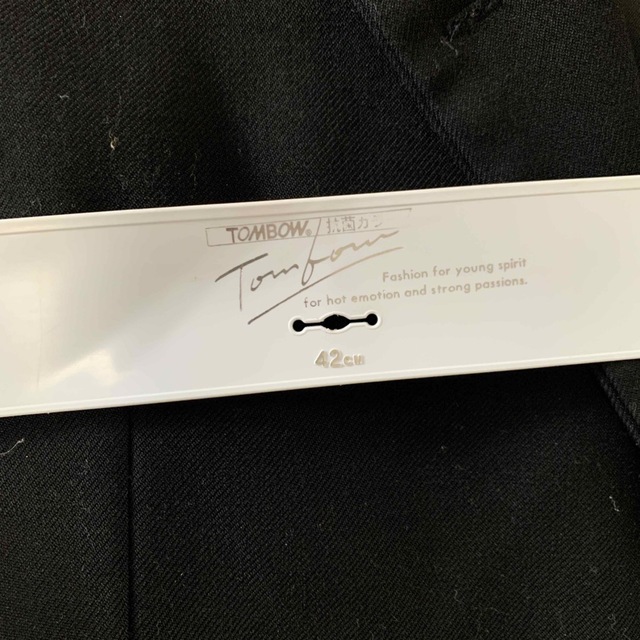 TOMBOW® 抗菌カラー
Tombow
Fashion for young spirit
for hot emotion and strong passions.
42CM